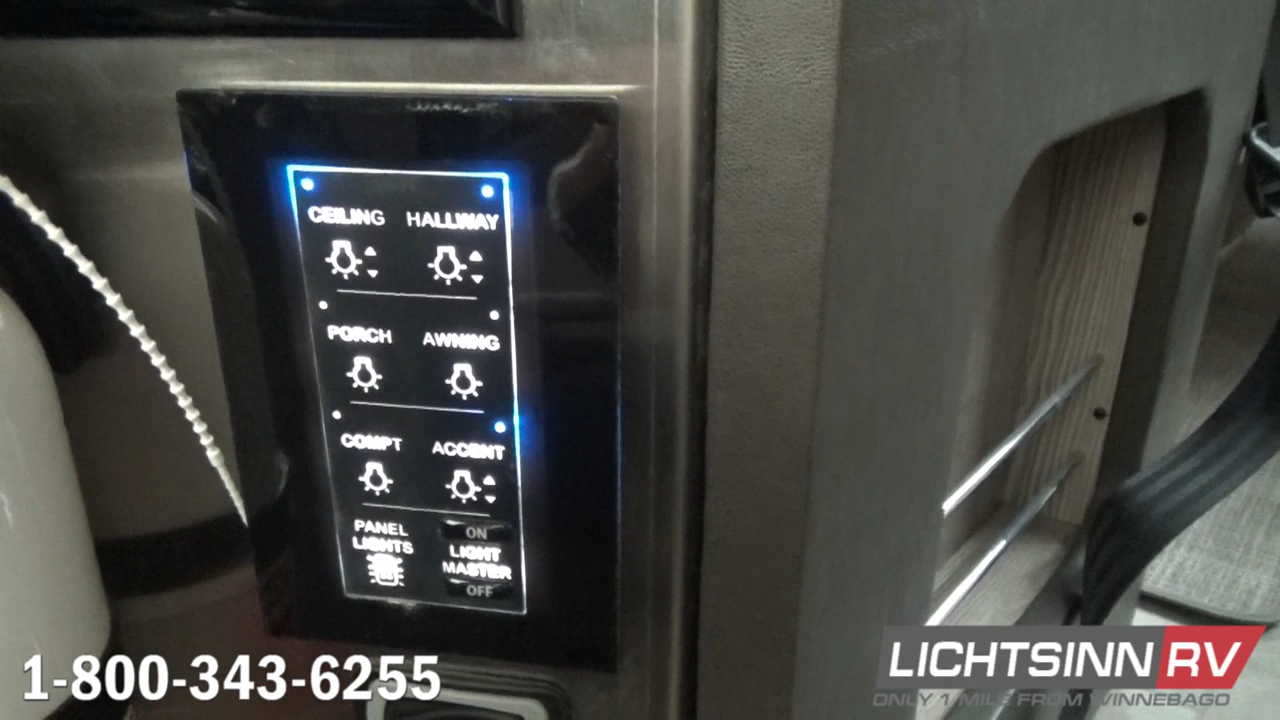 CEILING HALLWAY
PORCH AWNING
COMPT ACCENT
PANEL
LIGHTS
ON
LIGHT
MASTER
OFF
1-800-343-6255
LICHTSINN RV
ONLY 1 MILE FROM WINNEBAGO